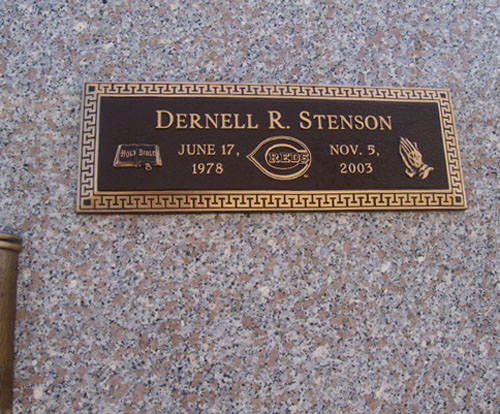 DERNELL R. STENSON
HOLY BIBLE
JUNE 17,
1978
REDS
NOV. 5,
2003